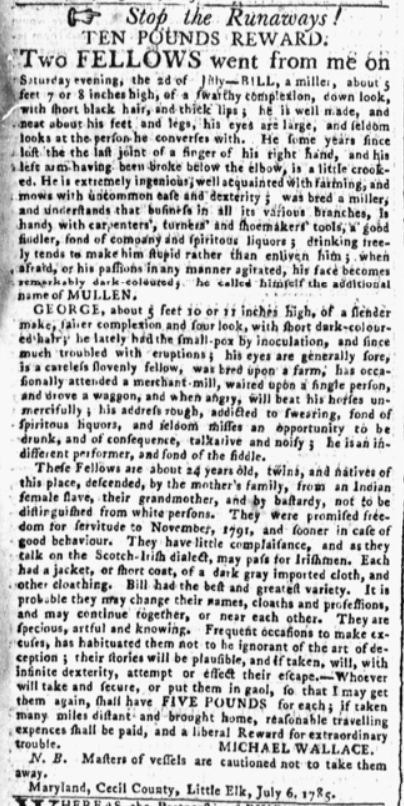 Stop the Runaways!
TEN POUNDS REWARD.
Two FELLOWS went from me on
Saturday evening, the 2d of July—BILL, a miller, about 5
feet 7 or 8 inches high, of a swarthy complexion, down look,
with short black hair, and thick lips; he is well made, and
neat about his feet and legs, his eyes are large, and seldom
looks at the person he converses with. He some years since
lost the the last joint of a finger of his right hand, and his
left arm having been broke below the elbow, is a little crook-
ed. He is extremely ingenious, well acquainted with farming, and
mows with uncommon ease and dexterity; was bred a miller,
and understands that business in all its various branches, is
handy with carpenters', turners' and shoemakers' tools, a good
fiddler, fond of company and spiritous liquors; drinking free-
ly tends to make him stupid rather than enliven him; when
afraid, or his passions in any manner agitated, his face becomes
remarkably dark-coloured; he called himself the additional
name of MULLEN.
GEORGE, about 5 feet 10 or 11 inches high, of a slender
make, fairer complexion and sour look, with short dark-colour-
ed hair; he lately had the small-pox by inoculation, and since
much troubled with eruptions; his eyes are generally sore,
is a careless slovenly fellow, was bred upon a farm, has occa-
sionally attended a merchant-mill, waited upon a single person,
and drove a waggon, and when angry, will beat his horses un-
mercifully; his address rough, addicted to swearing, fond of
spiritous liquors, and seldom misses an opportunity to be
drunk, and of consequence, talkative and noisy; he is an in-
different performer, and fond of the fiddle.
These Fellows are about 24 years old, twins, and natives of
this place, descended, by the mother's family, from an Indian
female slave, their grandmother, and by bastardy, not to be
distinguished from white persons. They were promised free-
dom for servitude to November, 1791, and sooner in case of
good behaviour. They have little complaisance, and as they
talk on the Scotch-Irish dialect, may pass for Irishmen. Each
had a jacket, or short coat, of a dark gray imported cloth, and
other cloathing. Bill had the best and greatest variety. It is
probable they may change their names, cloaths and professions,
and may continue together, or near each other. They are
specious, artful and knowing. Frequent occasions to make ex-
cuses, has habituated them not to be ignorant of the art of de-
ception; their stories will be plausible, and if taken, will, with
infinite dexterity, attempt or effect their escape.—Whoever
will take and secure, or put them in gaol, so that I may get
them again, shall have FIVE POUNDS for each; if taken
many miles distant and brought home, reasonable travelling
expences shall be paid, and a liberal Reward for extraordinary
trouble. MICHAEL WALLACE.
N. B. Masters of vessels are cautioned not to take them
away.
Maryland, Cecil County, Little Elk, July 6, 1785.